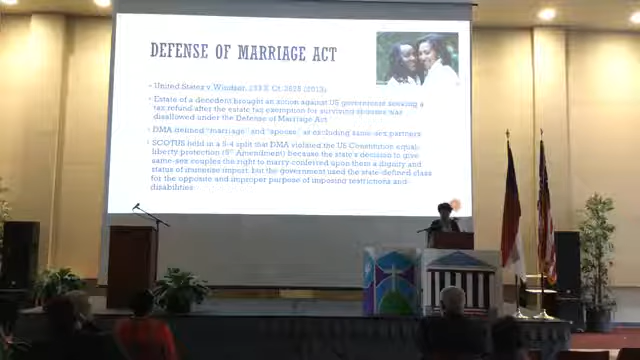 DEFENSE OF MARRIAGE ACT
United States v. Windsor, 133 S. Ct. 2628 (2013)
Estate of a decedent brought an action against US government seeking a
tax refund after the estate tax exemption for surviving spouses was
disallowed under the Defense of Marriage Act
DMA defined "marriage" and "spouse" as excluding same-sex partners
SCOTUS held in a 5-4 split that DMA violated the US Constitution equal-
liberty protection (5th Amendment) because the state's decision to give
same-sex couples the right to marry conferred upon them a dignity and
status of immense import, but the government used the state-defined class
for the opposite and improper purpose of imposing restrictions and
disabilities